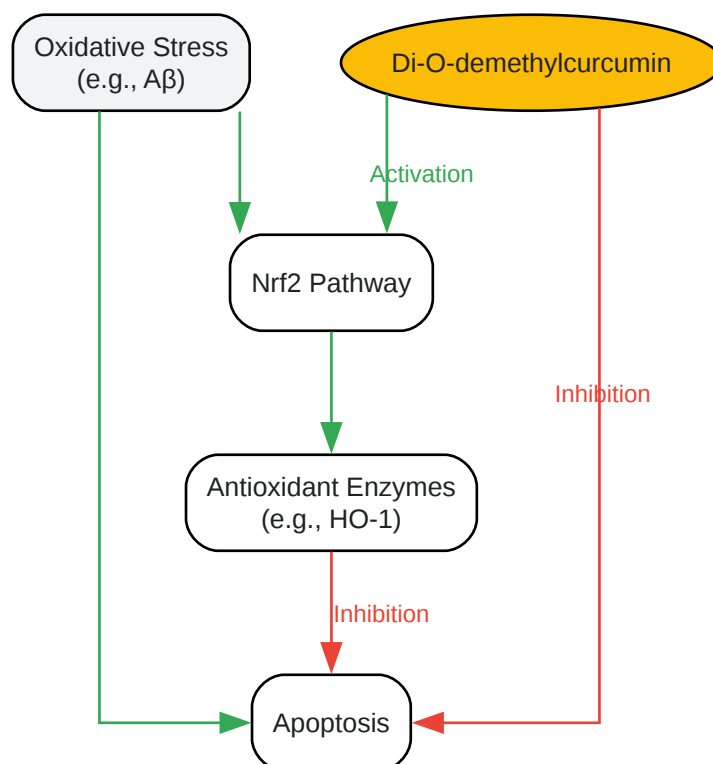 Oxidative Stress
(e.g., Aβ)
Di-O-demethylcurcumin
Activation
Nrf2 Pathway
Inhibition
Antioxidant Enzymes
(e.g., HO-1)
Inhibition
Apoptosis